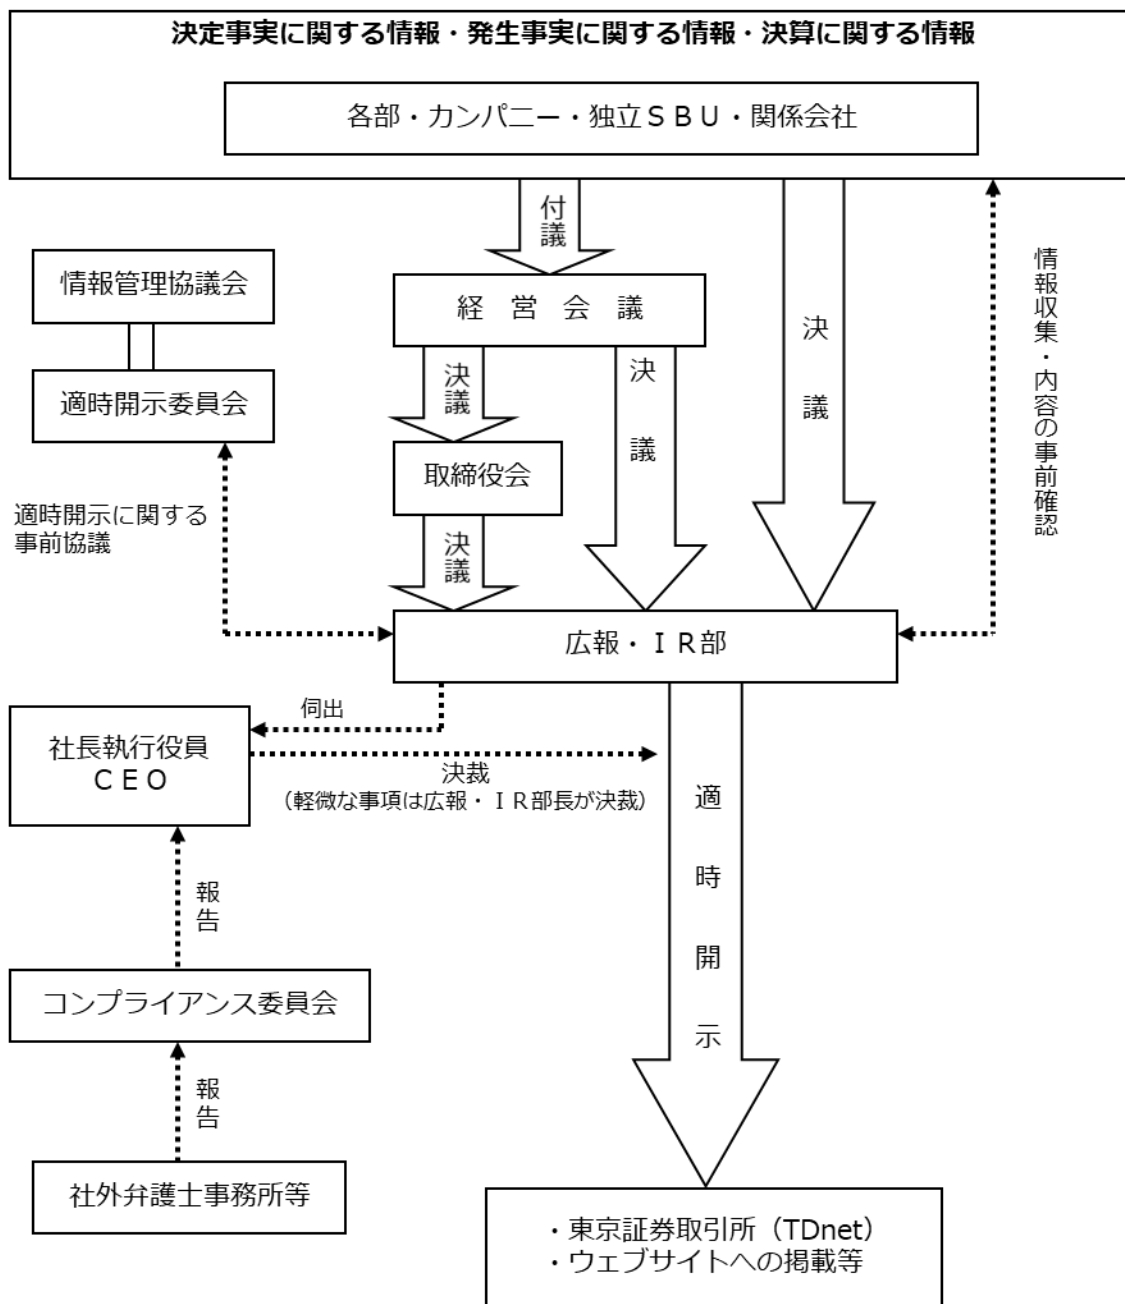 決定事実に関する情報・発生事実に関する情報・決算に関する情報
各部・カンパニー・独立ＳＢＵ・関係会社
付議
情報管理協議会
経　営　会　議
決議
決議
決議
情報収集・内容の事前確認
適時開示委員会
取締役会
適時開示に関する
事前協議
決議
広報・ＩＲ部
伺出
社長執行役員
ＣＥＯ
決裁
（軽微な事項は広報・ＩＲ部長が決裁）
適時開示
報告
コンプライアンス委員会
報告
社外弁護士事務所等
・東京証券取引所（TDnet）
・ウェブサイトへの掲載等